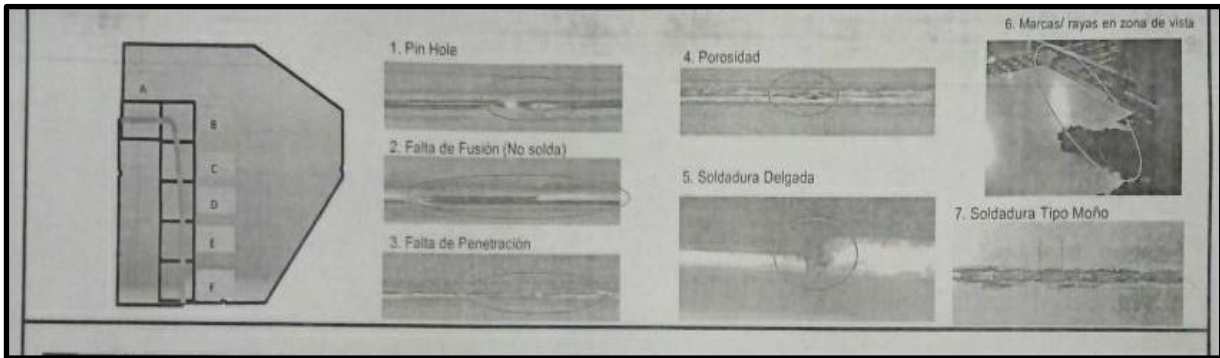 A
B
C
D
E
F
1. Pin Hole
2. Falta de Fusión (No solda)
3. Falta de Penetración
4. Porosidad
5. Soldadura Delgada
6. Marcas/ rayas en zona de vista
7. Soldadura Tipo Moño